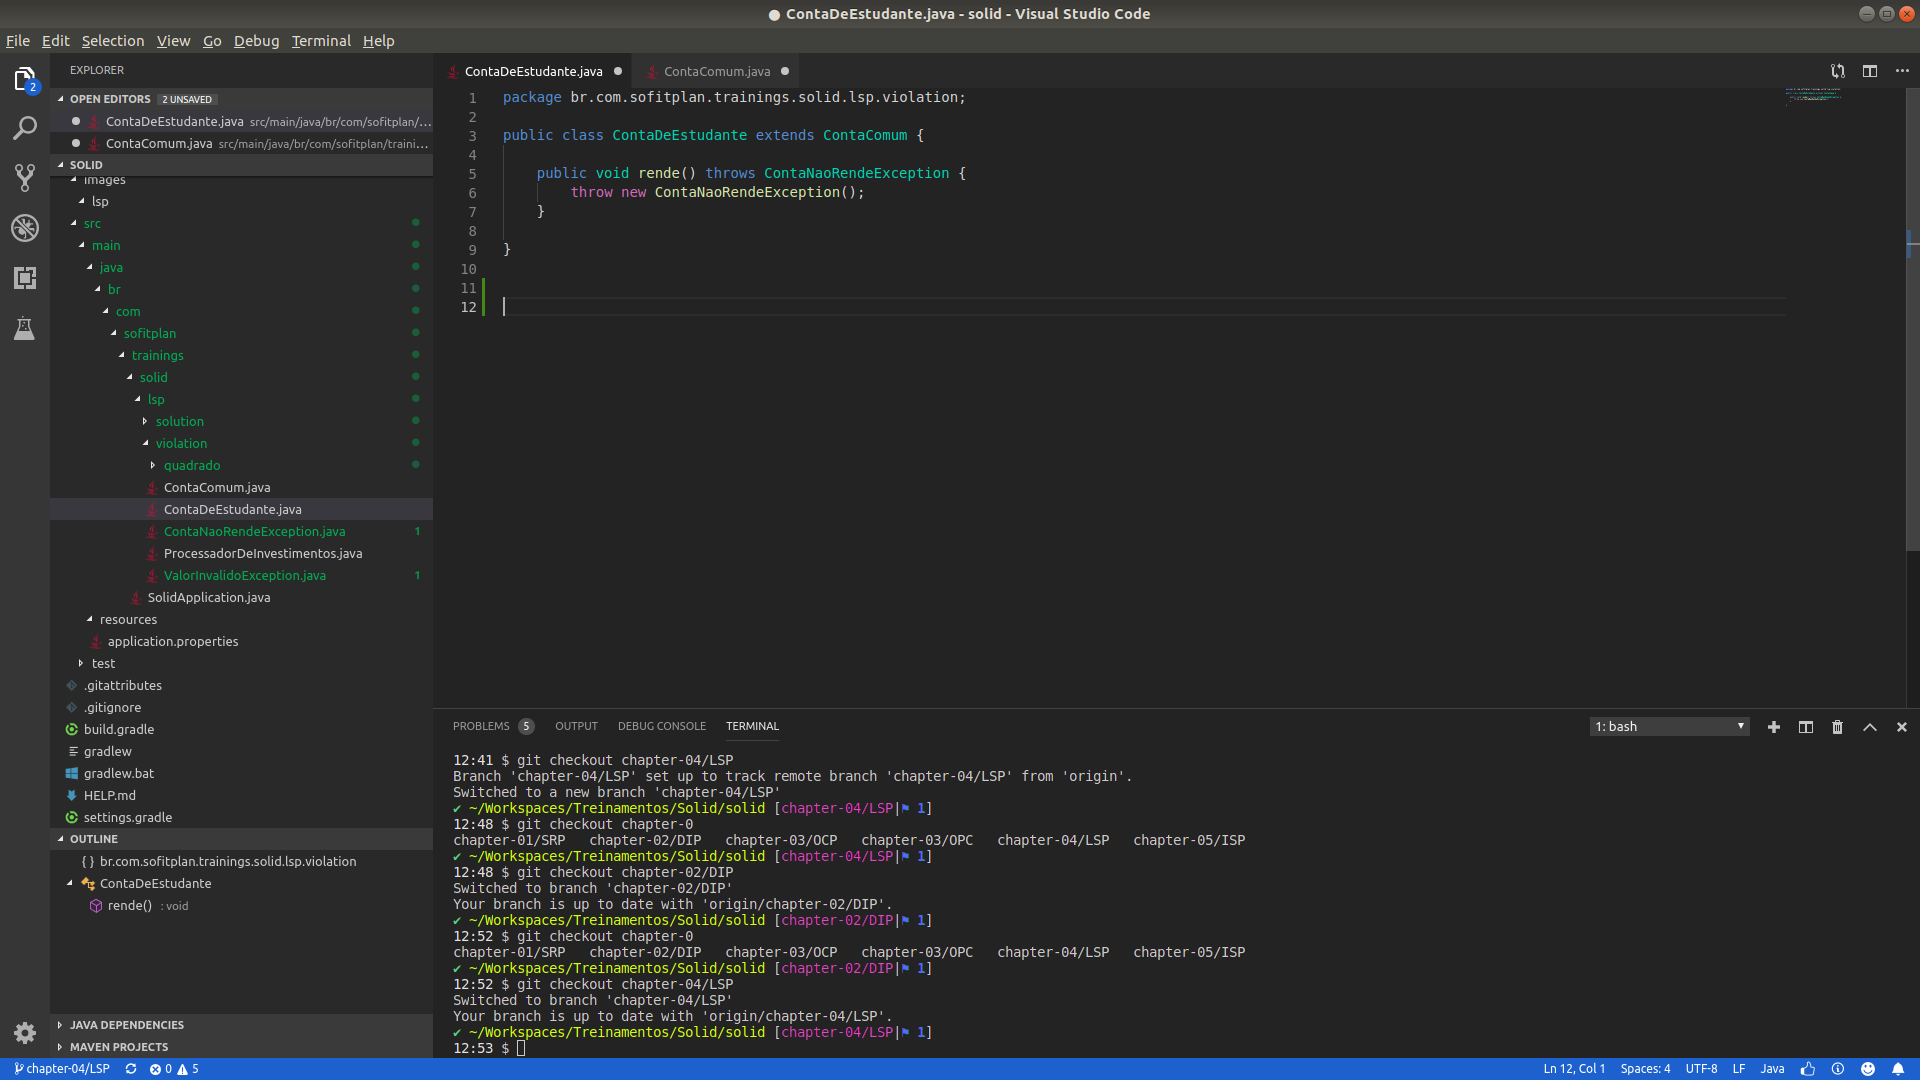 ● ContaDeEstudante.java - solid - Visual Studio Code
File Edit Selection View Go Debug Terminal Help
2
EXPLORER
OPEN EDITORS 2 UNSAVED
ContaDeEstudante.java src/main/java/br/com/sofitplan/...
ContaComum.java src/main/java/br/com/sofitplan/traini...
SOLID
images
lsp
src
main
java
br
com
sofitplan
trainings
solid
lsp
solution
violation
quadrado
ContaComum.java
ContaDeEstudante.java
ContaNaoRendeException.java 1
ProcessadorDeInvestimentos.java
ValorInvalidoException.java 1
SolidApplication.java
resources
application.properties
test
.gitattributes
.gitignore
build.gradle
gradlew
gradlew.bat
HELP.md
settings.gradle
OUTLINE
{ } br.com.sofitplan.trainings.solid.lsp.violation
ContaDeEstudante
rende() : void
JAVA DEPENDENCIES
MAVEN PROJECTS
ContaDeEstudante.java ContaComum.java
1 package br.com.sofitplan.trainings.solid.lsp.violation;
2
3 public class ContaDeEstudante extends ContaComum {
4
5 public void rende() throws ContaNaoRendeException {
6 throw new ContaNaoRendeException();
7 }
8
9 }
10
11
12
PROBLEMS 5 OUTPUT DEBUG CONSOLE TERMINAL 1: bash
12:41 $ git checkout chapter-04/LSP
Branch 'chapter-04/LSP' set up to track remote branch 'chapter-04/LSP' from 'origin'.
Switched to a new branch 'chapter-04/LSP'
✔ ~/Workspaces/Treinamentos/Solid/solid [chapter-04/LSP|⚑ 1]
12:48 $ git checkout chapter-0
chapter-01/SRP chapter-02/DIP chapter-03/OCP chapter-03/OPC chapter-04/LSP chapter-05/ISP
✔ ~/Workspaces/Treinamentos/Solid/solid [chapter-04/LSP|⚑ 1]
12:48 $ git checkout chapter-02/DIP
Switched to branch 'chapter-02/DIP'
Your branch is up to date with 'origin/chapter-02/DIP'.
✔ ~/Workspaces/Treinamentos/Solid/solid [chapter-02/DIP|⚑ 1]
12:52 $ git checkout chapter-0
chapter-01/SRP chapter-02/DIP chapter-03/OCP chapter-03/OPC chapter-04/LSP chapter-05/ISP
✔ ~/Workspaces/Treinamentos/Solid/solid [chapter-02/DIP|⚑ 1]
12:52 $ git checkout chapter-04/LSP
Switched to branch 'chapter-04/LSP'
Your branch is up to date with 'origin/chapter-04/LSP'.
✔ ~/Workspaces/Treinamentos/Solid/solid [chapter-04/LSP|⚑ 1]
12:53 $
chapter-04/LSP 0 5 Ln 12, Col 1 Spaces: 4 UTF-8 LF Java